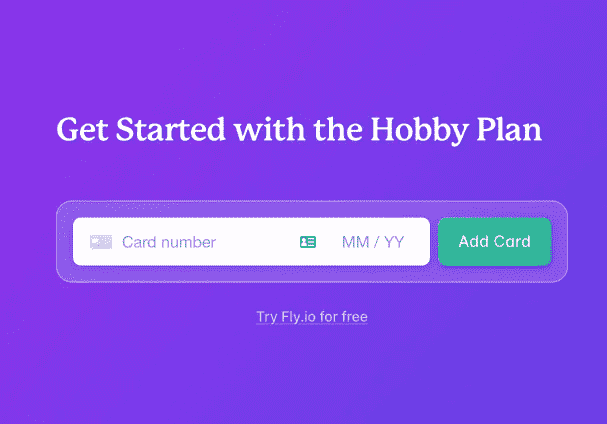 Get Started with the Hobby Plan
Card number MM / YY Add Card
Try Fly.io for free